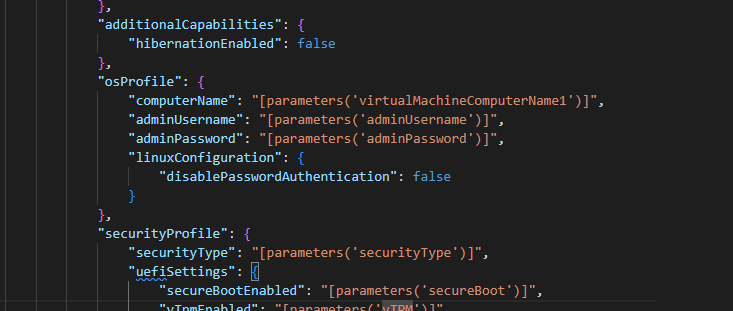 },
"additionalCapabilities": {
"hibernationEnabled": false
},
"osProfile": {
"computerName": "[parameters('virtualMachineComputerName1')]",
"adminUsername": "[parameters('adminUsername')]",
"adminPassword": "[parameters('adminPassword')]",
"linuxConfiguration": {
"disablePasswordAuthentication": false
}
},
"securityProfile": {
"securityType": "[parameters('securityType')]",
"uefiSettings": {
"secureBootEnabled": "[parameters('secureBoot')]",
"vTpmEnabled": "[parameters('vTPM')]"